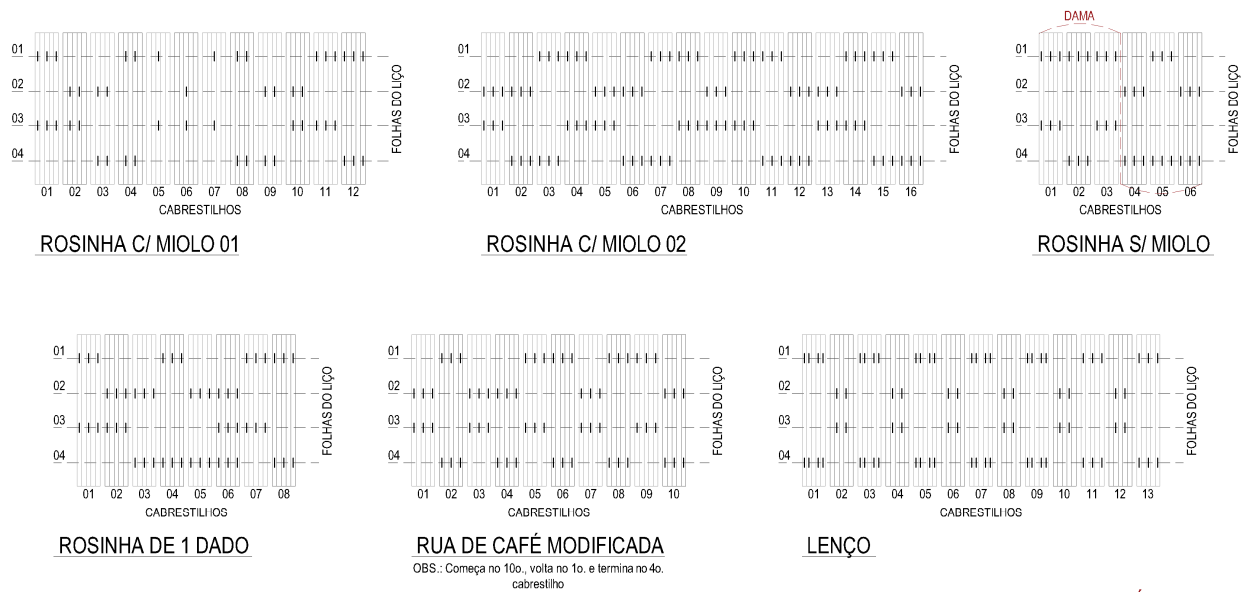 DAMA
01
02
03
04
FOLHAS DO LIÇO
01 02 03 04 05 06 07 08 09 10 11 12
CABRESTILHOS
ROSINHA C/ MIOLO 01
01
02
03
04
FOLHAS DO LIÇO
01 02 03 04 05 06 07 08 09 10 11 12 13 14 15 16
CABRESTILHOS
ROSINHA C/ MIOLO 02
01
02
03
04
FOLHAS DO LIÇO
01 02 03 04 05 06
CABRESTILHOS
ROSINHA S/ MIOLO
01
02
03
04
FOLHAS DO LIÇO
01 02 03 04 05 06 07 08
CABRESTILHOS
ROSINHA DE 1 DADO
01
02
03
04
FOLHAS DO LIÇO
01 02 03 04 05 06 07 08 09 10
CABRESTILHOS
RUA DE CAFÉ MODIFICADA
OBS.: Começa no 10o., volta no 1o. e termina no 4o.
cabrestilho
01
02
03
04
FOLHAS DO LIÇO
01 02 03 04 05 06 07 08 09 10 11 12 13
CABRESTILHOS
LENÇO